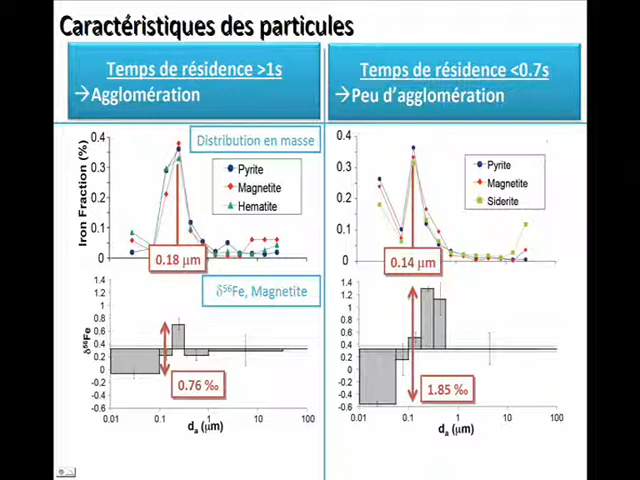 Caractéristiques des particules
Temps de résidence >1s
→Agglomération
Temps de résidence <0.7s
→Peu d'agglomération
Distribution en masse
Iron Fraction (%)
0.4
0.3
0.2
0.1
0
Pyrite
Magnetite
Hematite
0.18 µm
0.4
0.3
0.2
0.1
0
Pyrite
Magnetite
Siderite
0.14 µm
δ⁵⁶Fe, Magnetite
δ⁵⁶Fe
1.4
1.2
1
0.8
0.6
0.4
0.2
0
-0.2
-0.4
-0.6
0.76 ‰
0.01
0.1
1
10
100
dₐ (µm)
1.4
1.2
1
0.8
0.6
0.4
0.2
0
-0.2
-0.4
-0.6
1.85 ‰
0.01
0.1
1
10
100
dₐ (µm)